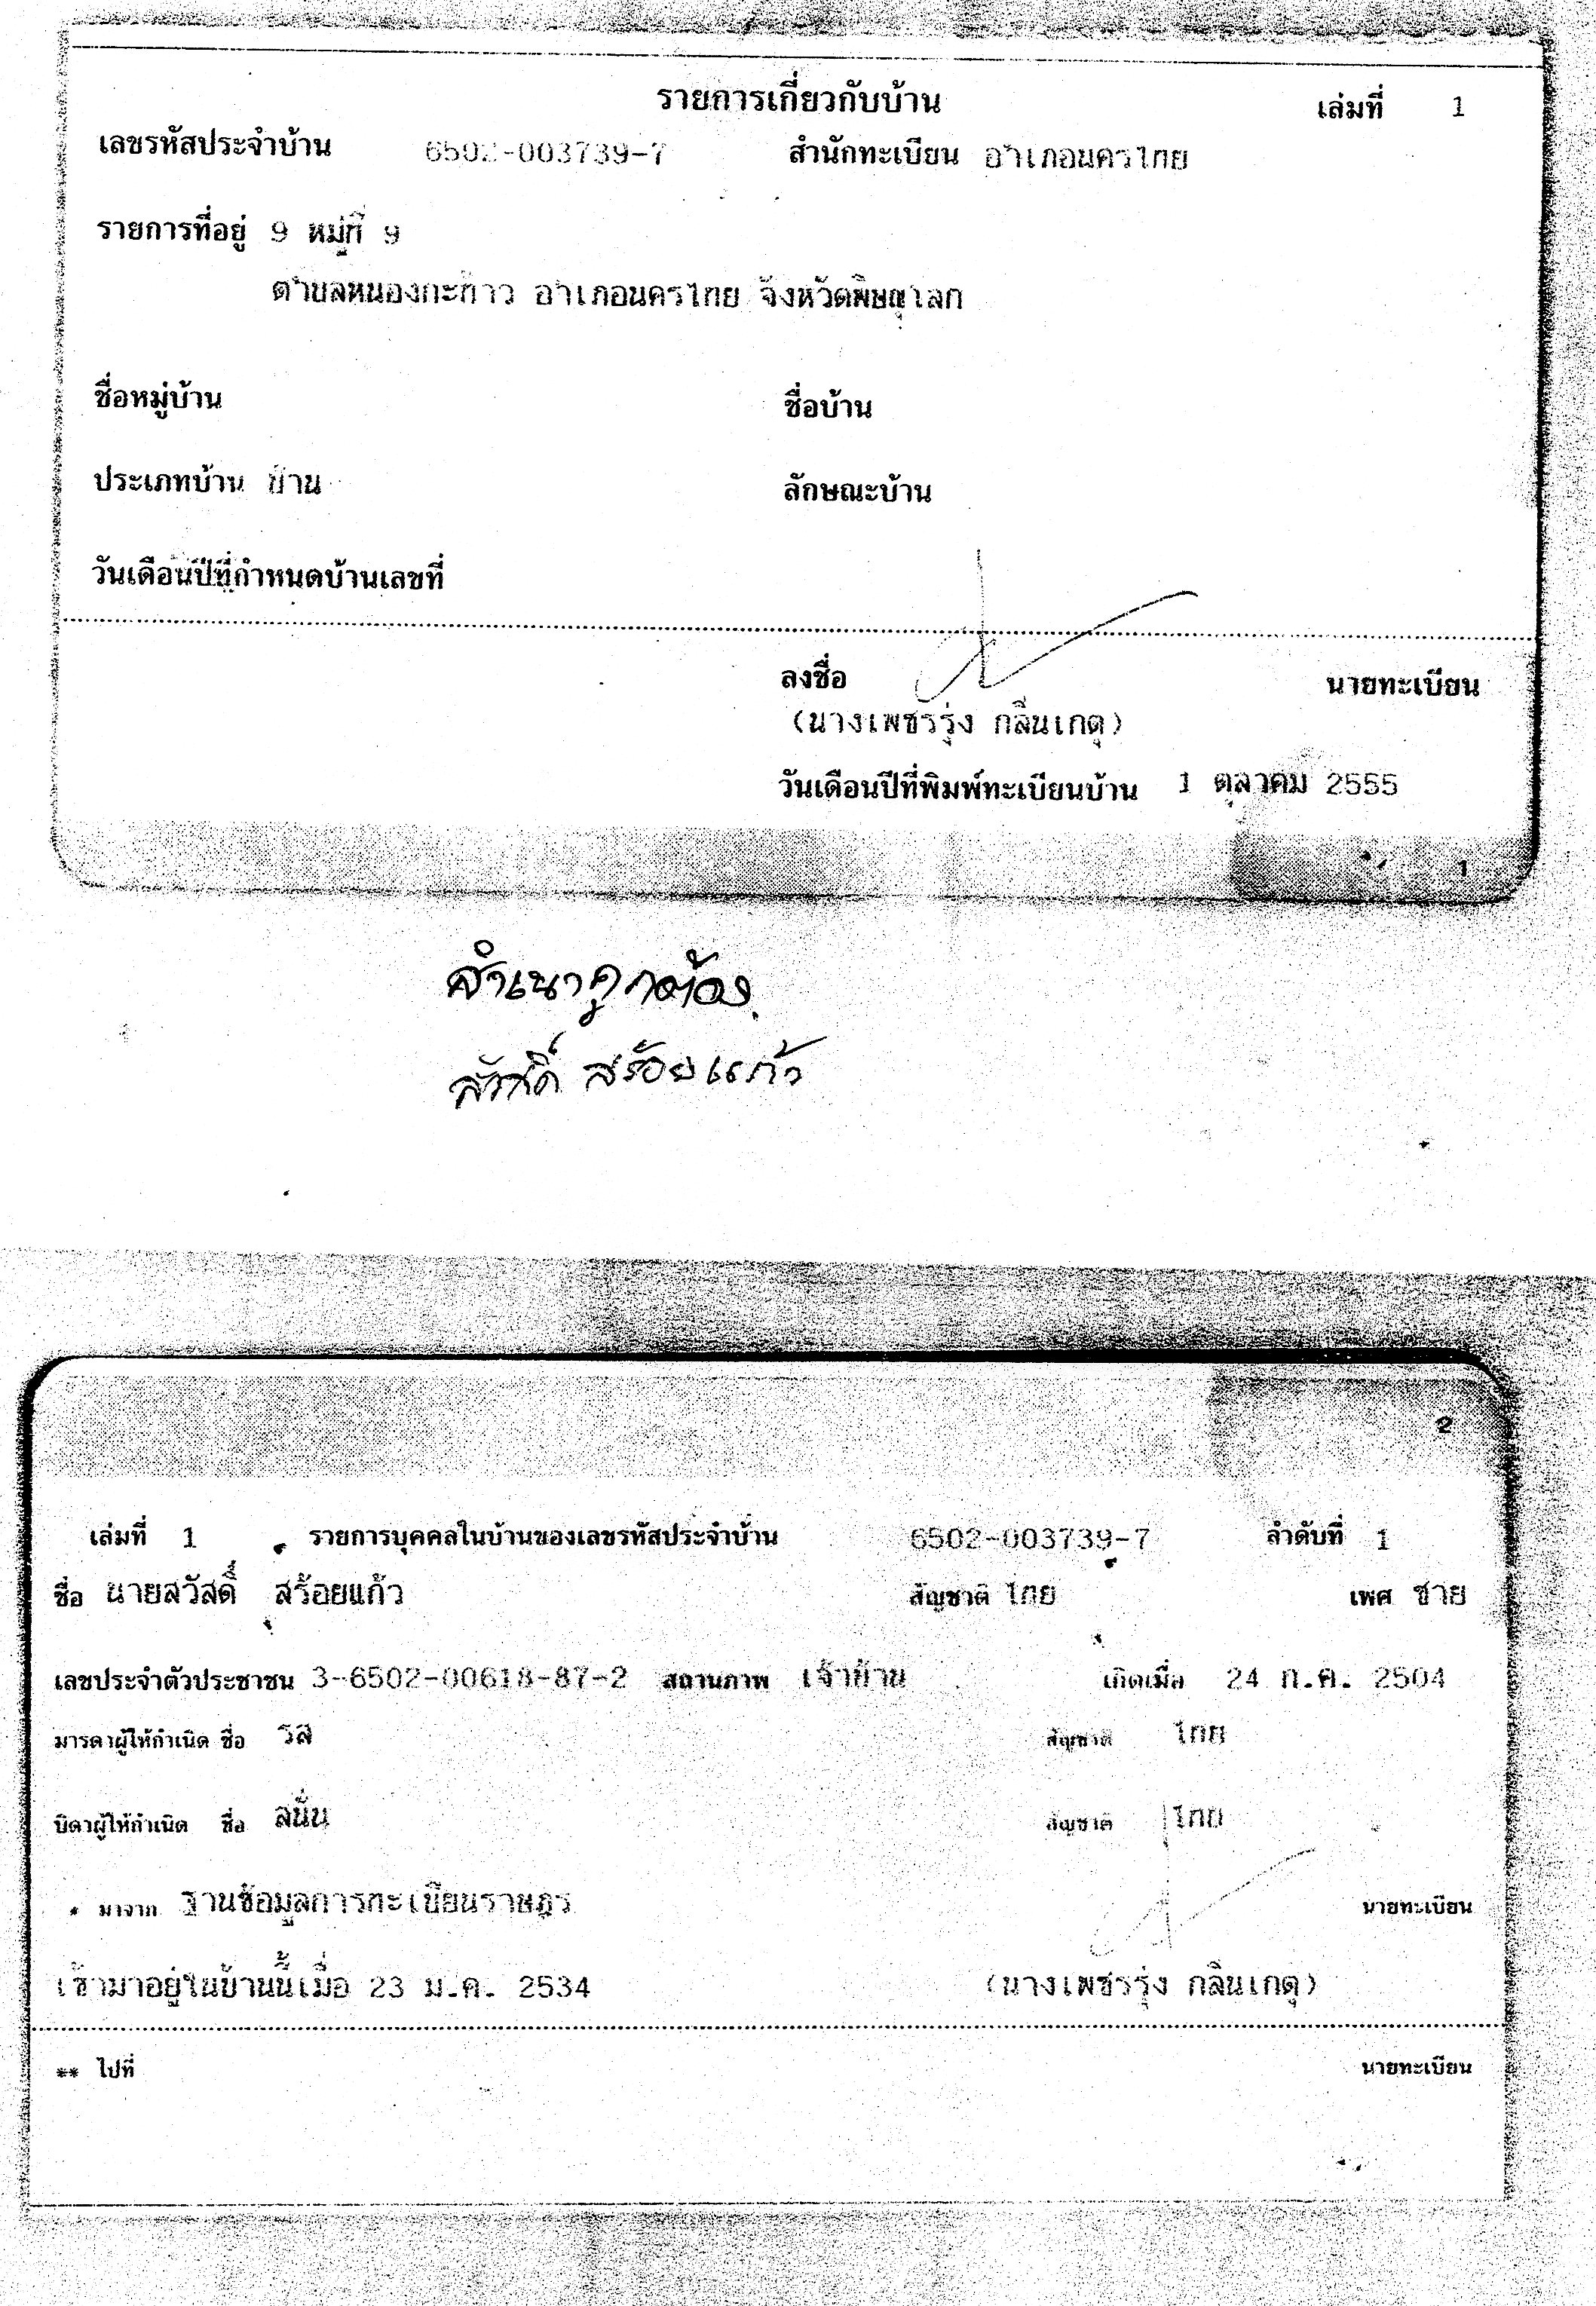 รายการเกี่ยวกับบ้าน เล่มที่ 1
เลขรหัสประจำบ้าน 6502-003739-7 สำนักทะเบียน อำเภอนครไทย
รายการที่อยู่ 9 หมู่ที่ 9
ตำบลหนองกะท้าว อำเภอนครไทย จังหวัดพิษณุโลก
ชื่อหมู่บ้าน ชื่อบ้าน
ประเภทบ้าน บ้าน ลักษณะบ้าน
วันเดือนปีที่กำหนดบ้านเลขที่
ลงชื่อ นายทะเบียน
(นางเพชรรุ่ง กลิ่นเกตุ)
วันเดือนปีที่พิมพ์ทะเบียนบ้าน 1 ตุลาคม 2555
1
สำเนาถูกต้อง
สวัสดิ์ สร้อยแก้ว
2
เล่มที่ 1 รายการบุคคลในบ้านของเลขรหัสประจำบ้าน 6502-003739-7 ลำดับที่ 1
ชื่อ นายสวัสดิ์ สร้อยแก้ว สัญชาติ ไทย เพศ ชาย
เลขประจำตัวประชาชน 3-6502-00618-87-2 สถานภาพ เจ้าบ้าน เกิดเมื่อ 24 ก.ค. 2504
มารดาผู้ให้กำเนิด ชื่อ รส สัญชาติ ไทย
บิดาผู้ให้กำเนิด ชื่อ สนั่น สัญชาติ ไทย
* มาจาก ฐานข้อมูลการทะเบียนราษฎร นายทะเบียน
เข้ามาอยู่ในบ้านนี้เมื่อ 23 ม.ค. 2534 (นางเพชรรุ่ง กลิ่นเกตุ)
** ไปที่ นายทะเบียน